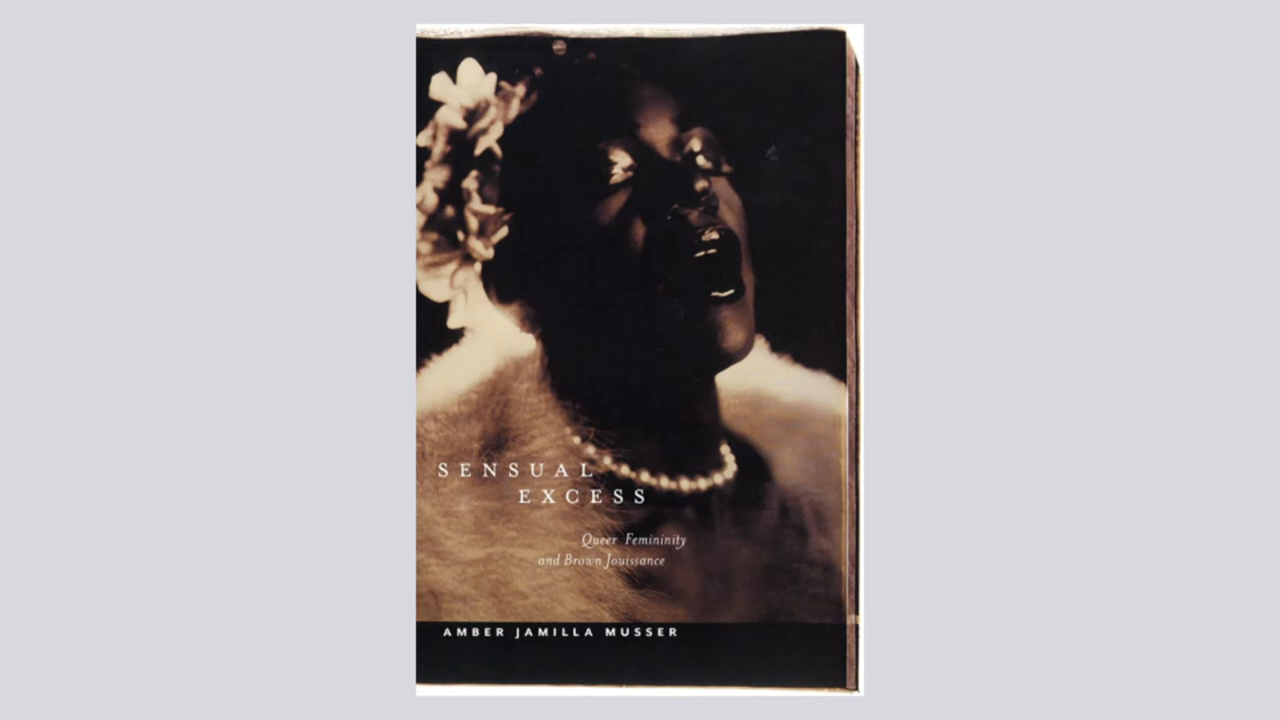 SENSUAL
EXCESS
Queer Femininity
and Brown Jouissance
AMBER JAMILLA MUSSER